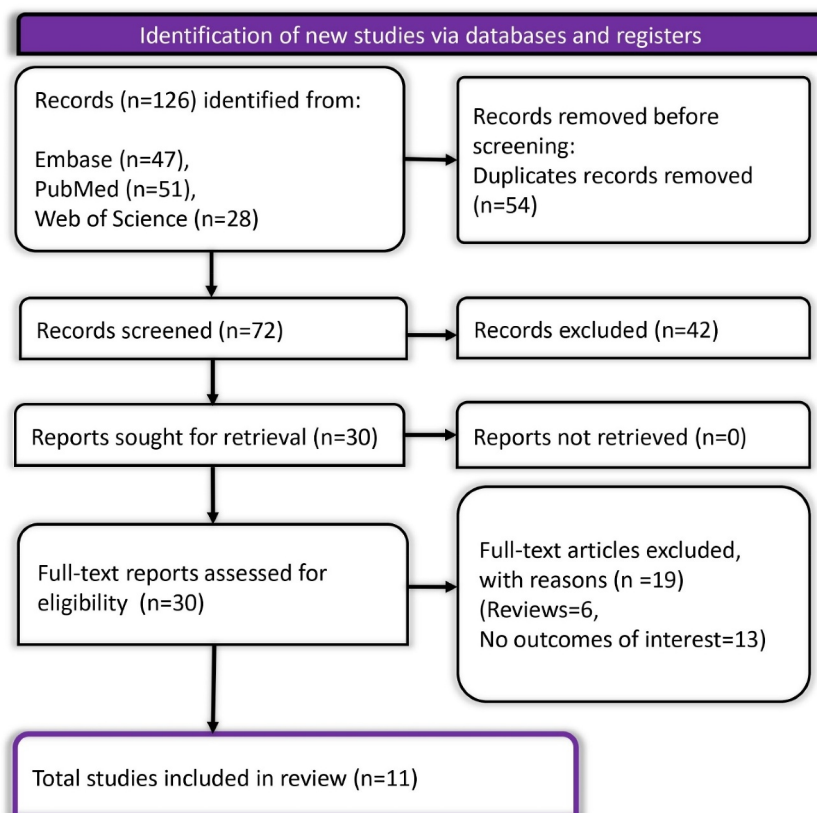 Identification of new studies via databases and registers
Records (n=126) identified from:
Embase (n=47),
PubMed (n=51),
Web of Science (n=28)
Records removed before
screening:
Duplicates records removed
(n=54)
Records screened (n=72)
Records excluded (n=42)
Reports sought for retrieval (n=30)
Reports not retrieved (n=0)
Full-text reports assessed for
eligibility (n=30)
Full-text articles excluded,
with reasons (n =19)
(Reviews=6,
No outcomes of interest=13)
Total studies included in review (n=11)